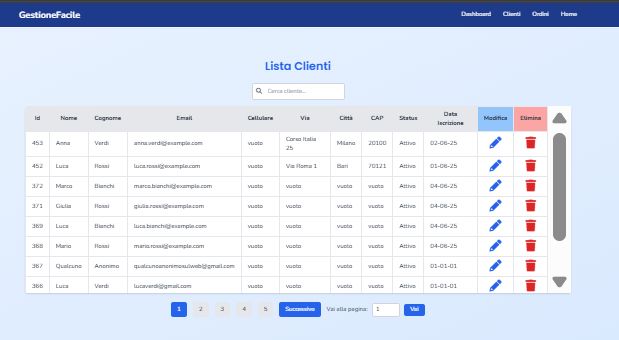 GestioneFacile Dashboard Clienti Ordini Home
Lista Clienti
Cerca cliente...
Id Nome Cognome Email Cellulare Via Città CAP Status Data Iscrizione Modifica Elimina
453 Anna Verdi anna.verdi@example.com vuoto Corso Italia 25 Milano 20100 Attivo 02-06-25
452 Luca Rossi luca.rossi@example.com vuoto Via Roma 1 Bari 70121 Attivo 01-06-25
372 Marco Bianchi marco.bianchi@example.com vuoto vuoto vuoto vuoto Attivo 04-06-25
371 Giulia Rossi giulia.rossi@example.com vuoto vuoto vuoto vuoto Attivo 04-06-25
369 Luca Bianchi luca.bianchi@example.com vuoto vuoto vuoto vuoto Attivo 04-06-25
368 Mario Rossi mario.rossi@example.com vuoto vuoto vuoto vuoto Attivo 04-06-25
367 Qualcuno Anonimo qualcunoanonimosulweb@gmail.com vuoto vuoto vuoto vuoto Attivo 01-01-01
366 Luca Verdi lucaverdi@gmail.com vuoto vuoto vuoto vuoto Attivo 01-01-01
1 2 3 4 5 Successivo Vai alla pagina: 1 Vai